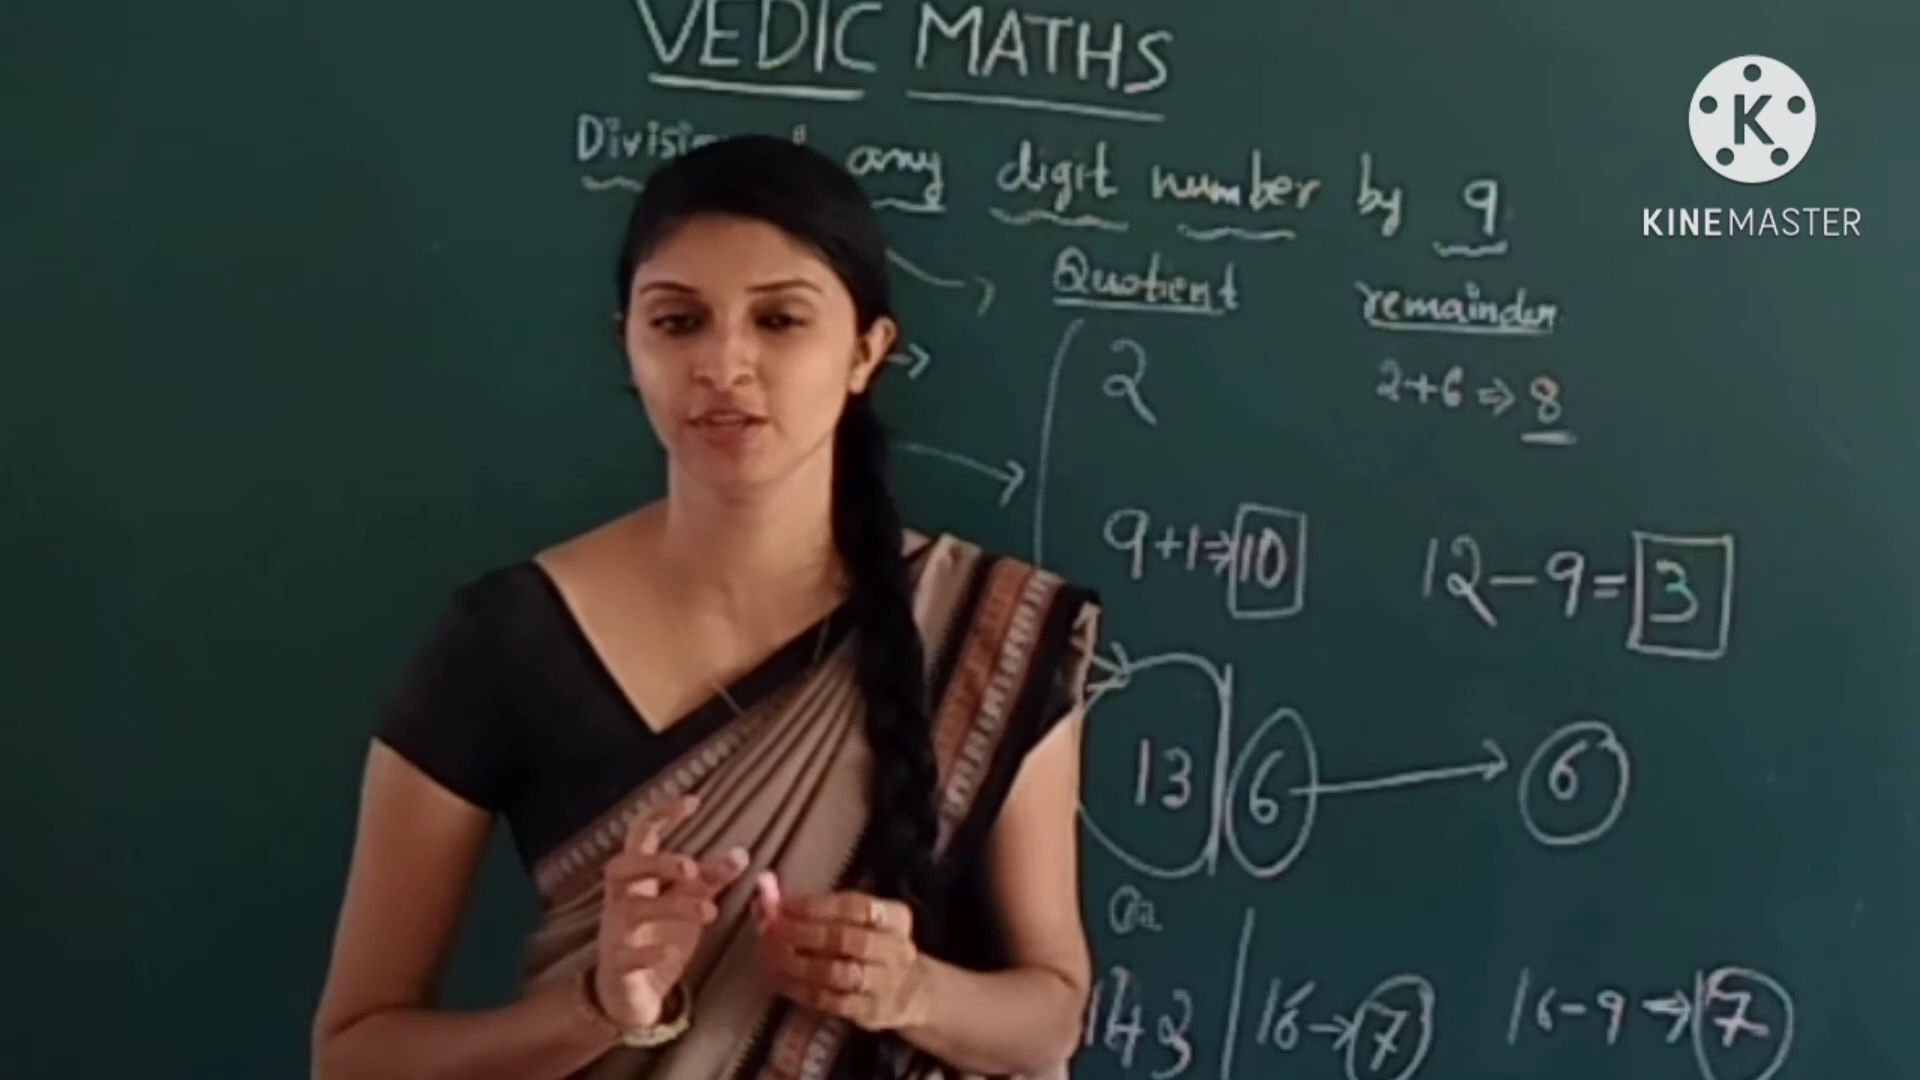 VEDIC MATHS
K
KINEMASTER
any digit number by 9
Quotient remainder
2 2+6 ⇒ 8
9+1⇒10 12-9=3
13 | 6 → 6
16 → 7 16-9 → 7